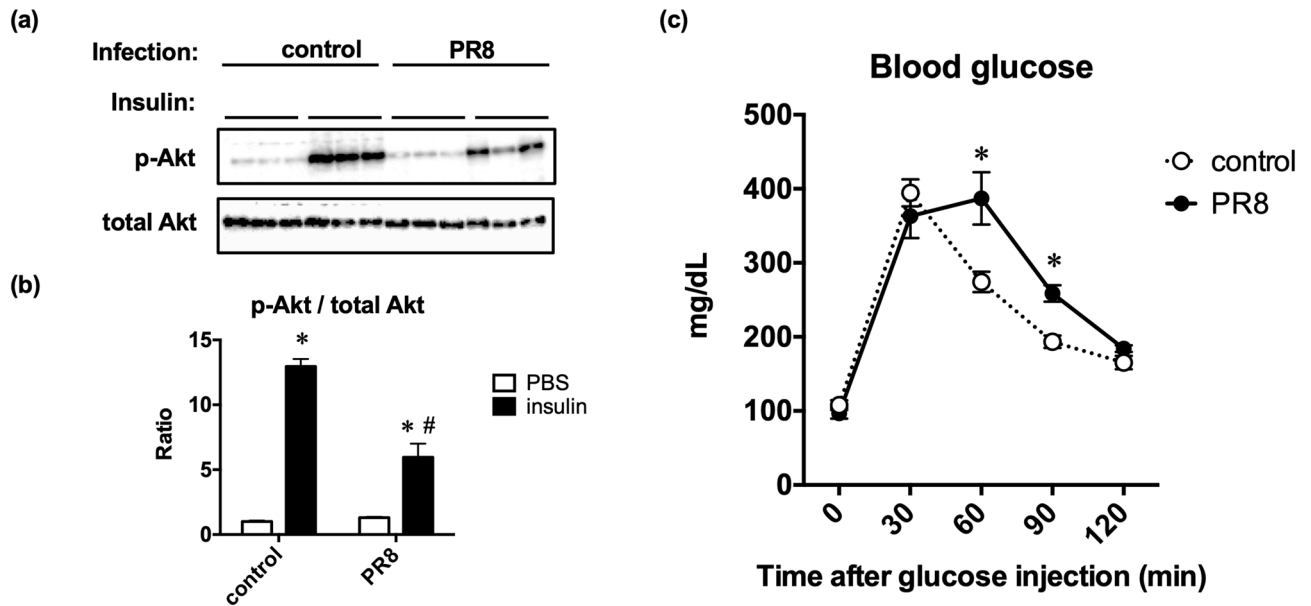 (a)
Infection: control PR8
Insulin:
p-Akt
total Akt
(b)
p-Akt / total Akt
Ratio
15
10
5
0
*
* #
control
PR8
PBS
insulin
(c)
Blood glucose
mg/dL
500
400
300
200
100
0
*
*
control
PR8
0 30 60 90 120
Time after glucose injection (min)